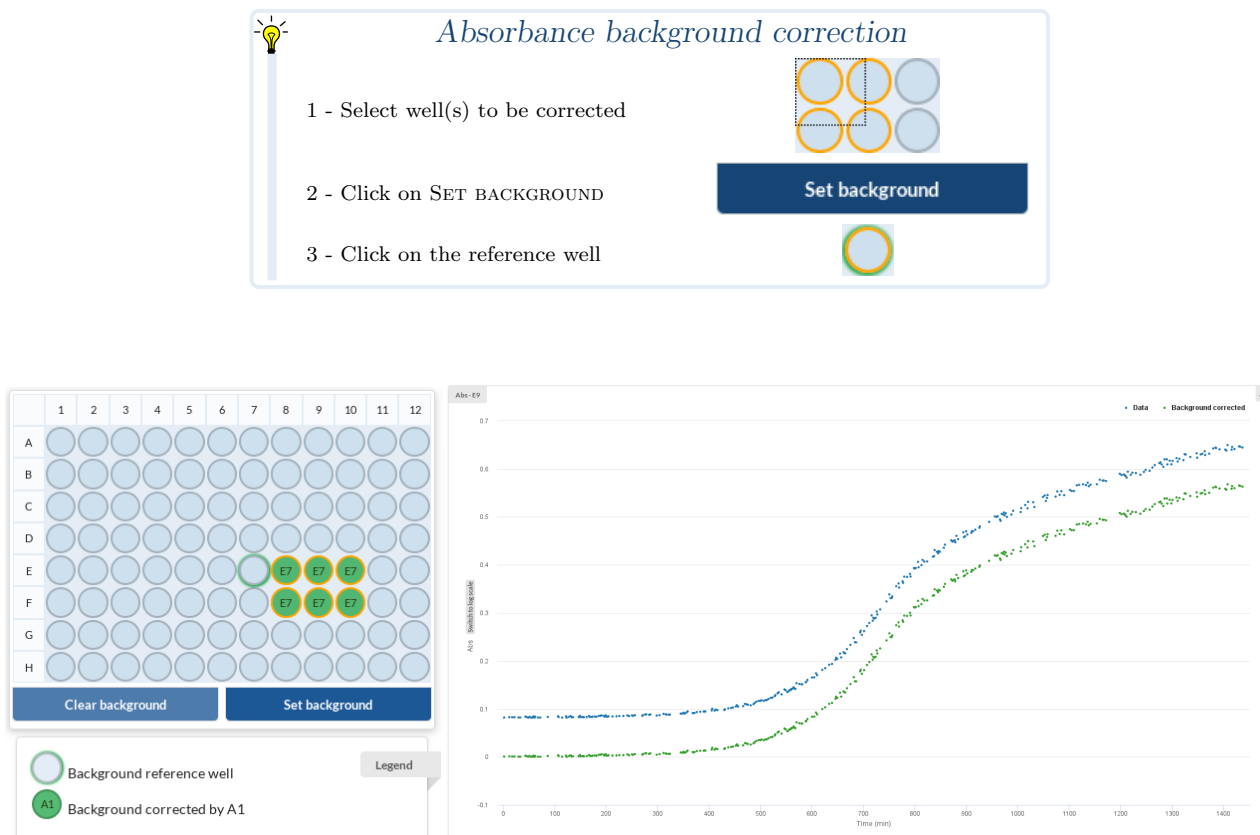 Absorbance background correction
1 - Select well(s) to be corrected
2 - Click on SET BACKGROUND
Set background
3 - Click on the reference well
1 2 3 4 5 6 7 8 9 10 11 12
A
B
C
D
E E7 E7 E7
F E7 E7 E7
G
H
Clear background Set background
Background reference well
Legend
A1 Background corrected by A1
Abs - E9
Data Background corrected
0.7
0.6
0.5
0.4
0.3
0.2
0.1
0
-0.1
Abs Switch to log scale
0 100 200 300 400 500 600 700 800 900 1000 1100 1200 1300 1400
Time (min)